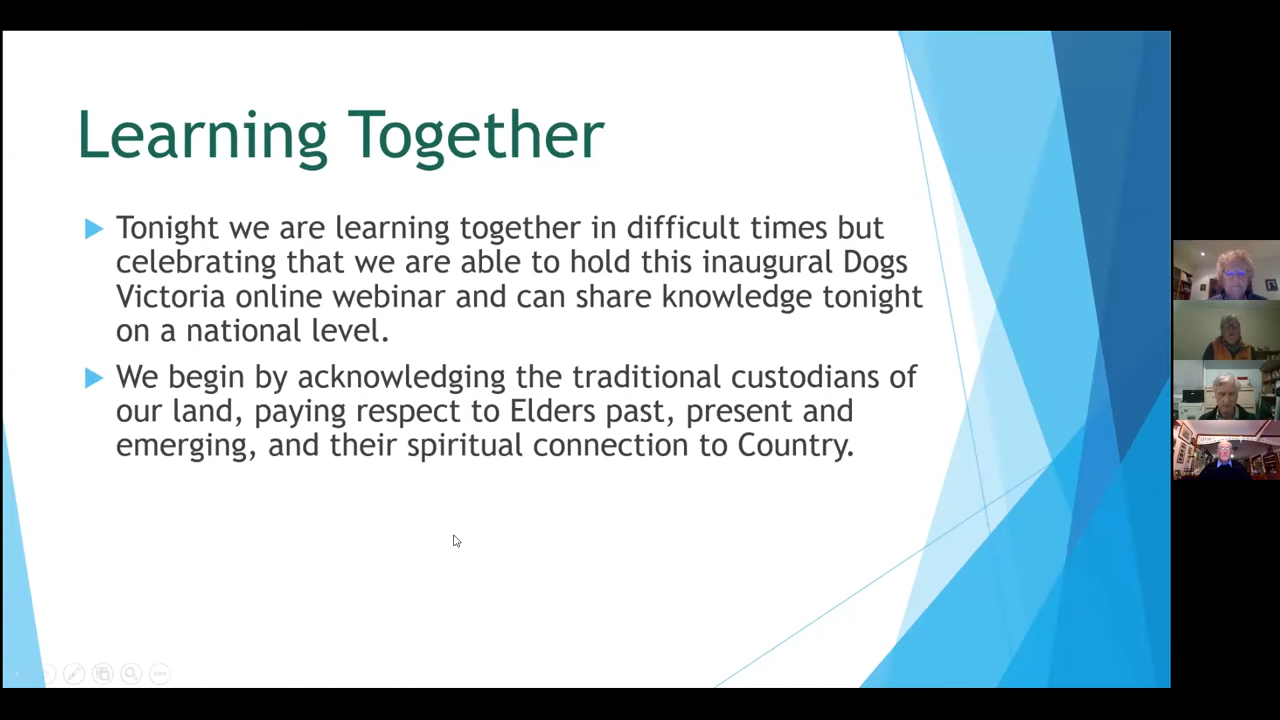 Learning Together
Tonight we are learning together in difficult times but
celebrating that we are able to hold this inaugural Dogs
Victoria online webinar and can share knowledge tonight
on a national level.
We begin by acknowledging the traditional custodians of
our land, paying respect to Elders past, present and
emerging, and their spiritual connection to Country.